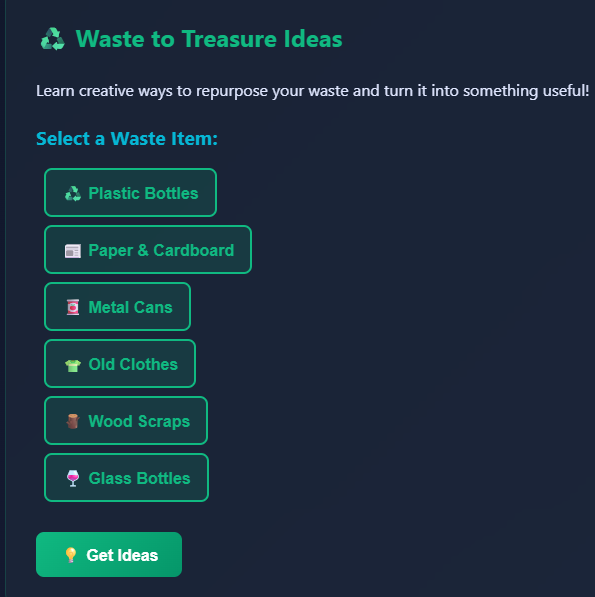 Waste to Treasure Ideas
Learn creative ways to repurpose your waste and turn it into something useful!
Select a Waste Item:
Plastic Bottles
Paper & Cardboard
Metal Cans
Old Clothes
Wood Scraps
Glass Bottles
Get Ideas